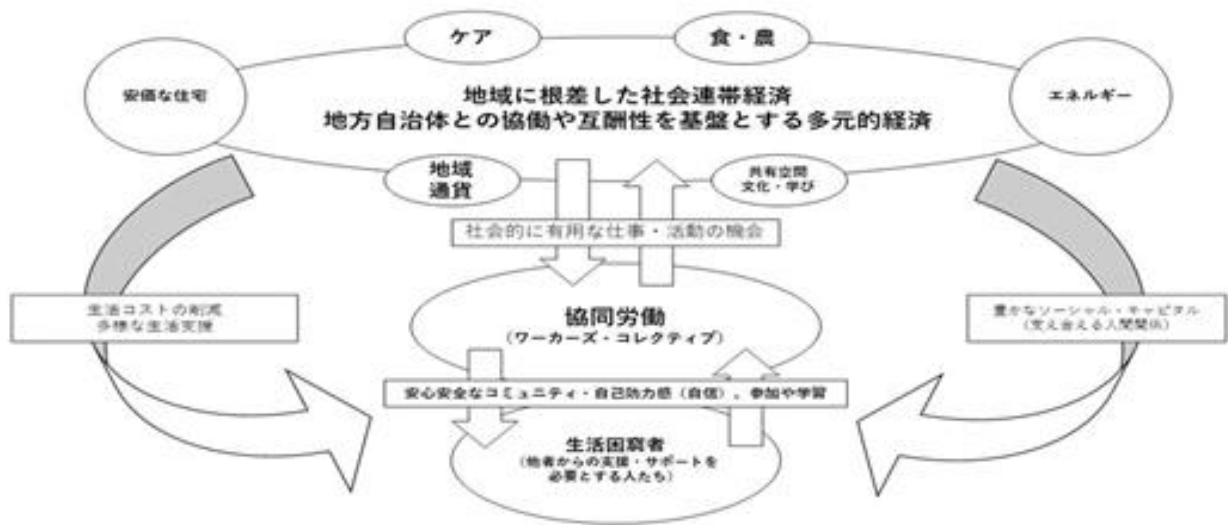 ケア
食・農
安価な住宅
エネルギー
地域に根差した社会連帯経済
地方自治体との協働や互酬性を基盤とする多元的経済
地域
通貨
共有空間
文化・学び
社会的に有用な仕事・活動の機会
生活コストの削減
多様な生活支援
豊かなソーシャル・キャピタル
（支え合える人間関係）
協同労働
（ワーカーズ・コレクティブ）
安心安全なコミュニティ・自己効力感（自信）、参加や学習
生活困窮者
（他者からの支援・サポートを
必要とする人たち）